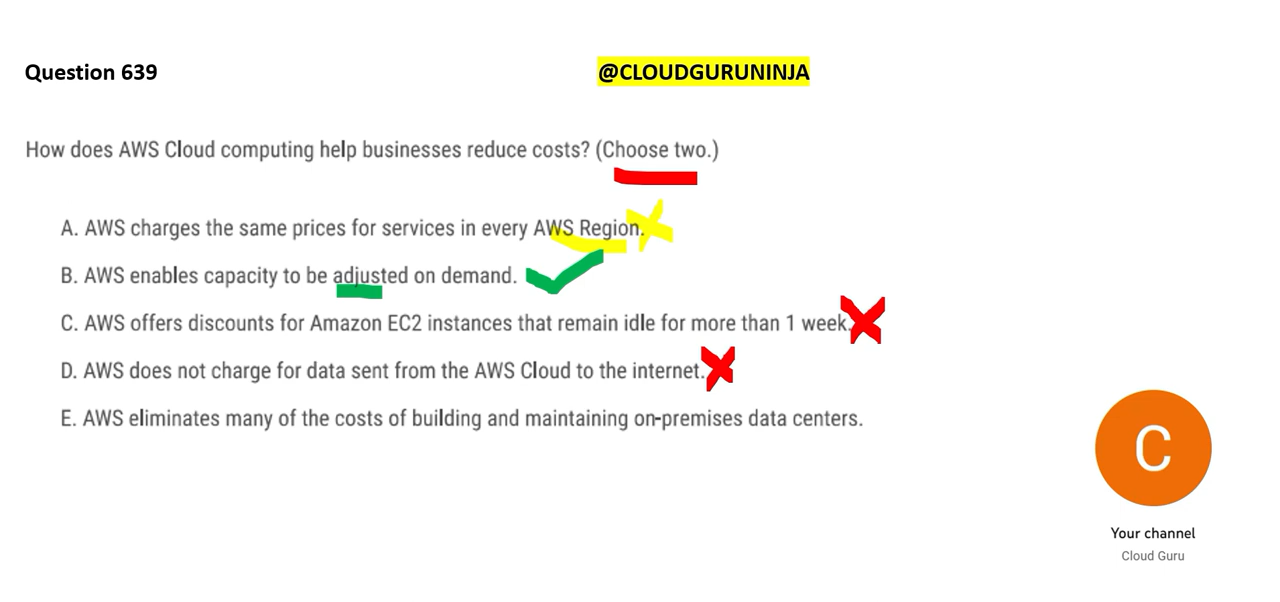 Question 639
@CLOUDGURUNINJA
How does AWS Cloud computing help businesses reduce costs? (Choose two.)
A. AWS charges the same prices for services in every AWS Region.
B. AWS enables capacity to be adjusted on demand.
C. AWS offers discounts for Amazon EC2 instances that remain idle for more than 1 week.
D. AWS does not charge for data sent from the AWS Cloud to the internet.
E. AWS eliminates many of the costs of building and maintaining on-premises data centers.
C
Your channel
Cloud Guru